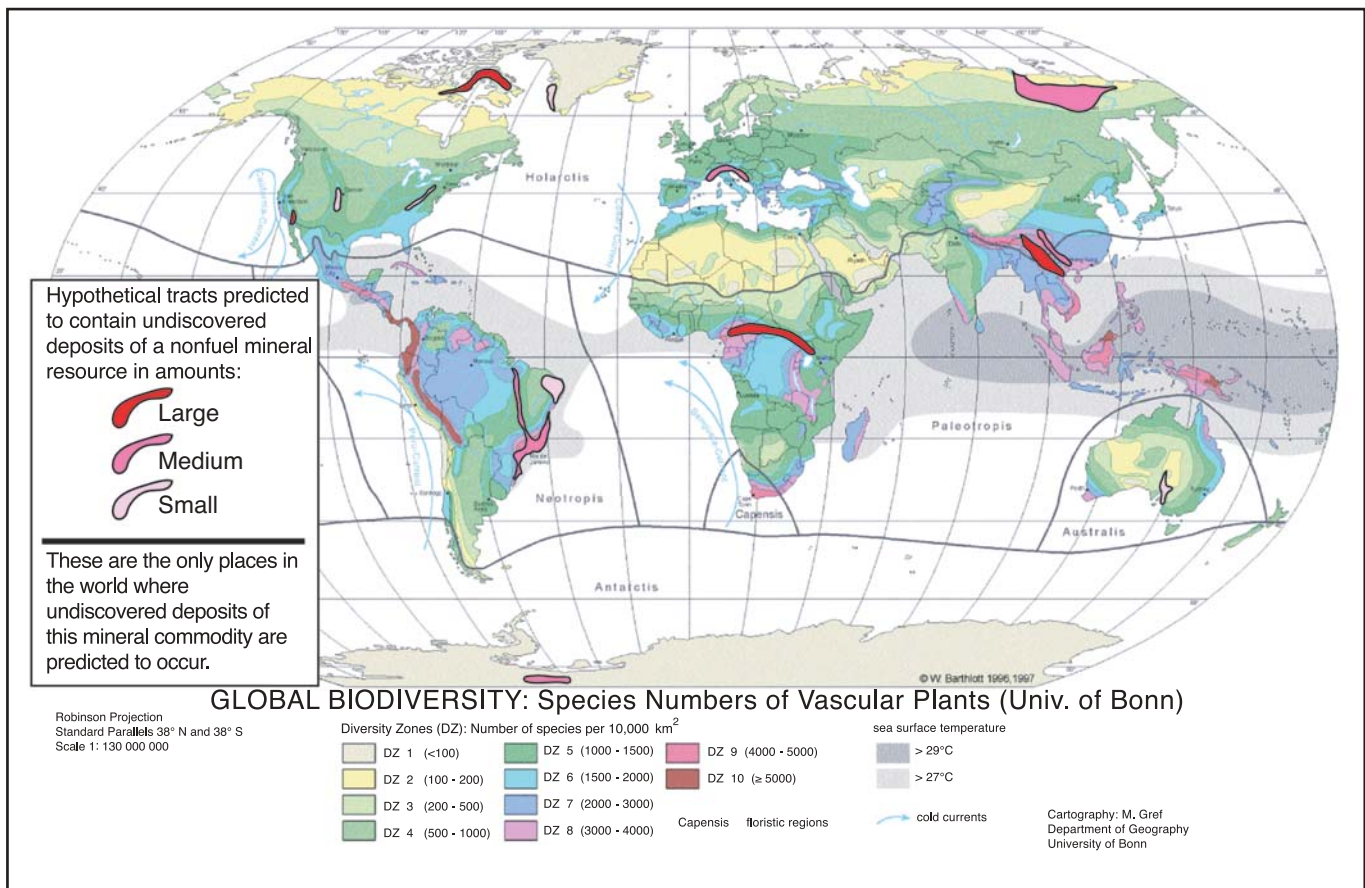 Holarctis
Neotropis
Paleotropis
Capensis
Australis
Antarctis
Hypothetical tracts predicted
to contain undiscovered
deposits of a nonfuel mineral
resource in amounts:
Large
Medium
Small
These are the only places in
the world where
undiscovered deposits of
this mineral commodity are
predicted to occur.
© W. Barthlott 1996,1997
GLOBAL BIODIVERSITY: Species Numbers of Vascular Plants (Univ. of Bonn)
Robinson Projection
Standard Parallels 38° N and 38° S
Scale 1: 130 000 000
Diversity Zones (DZ): Number of species per 10,000 km2
DZ 1 (<100)
DZ 2 (100 - 200)
DZ 3 (200 - 500)
DZ 4 (500 - 1000)
DZ 5 (1000 - 1500)
DZ 6 (1500 - 2000)
DZ 7 (2000 - 3000)
DZ 8 (3000 - 4000)
DZ 9 (4000 - 5000)
DZ 10 (≥ 5000)
Capensis floristic regions
sea surface temperature
> 29°C
> 27°C
cold currents
Cartography: M. Gref
Department of Geography
University of Bonn